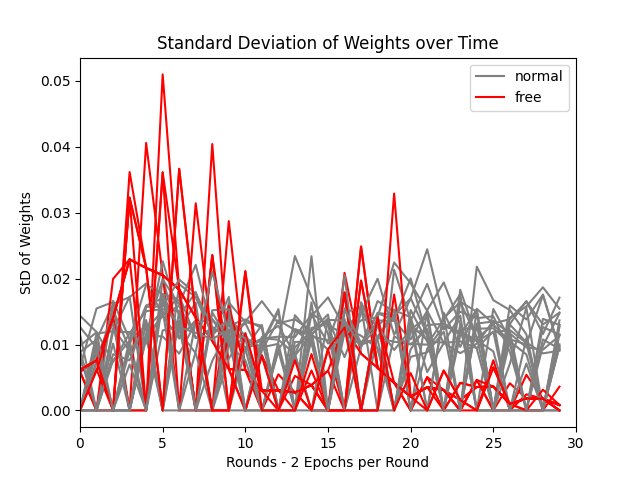 Standard Deviation of Weights over Time
normal
free
StD of Weights
0.05
0.04
0.03
0.02
0.01
0.00
0 5 10 15 20 25 30
Rounds - 2 Epochs per Round